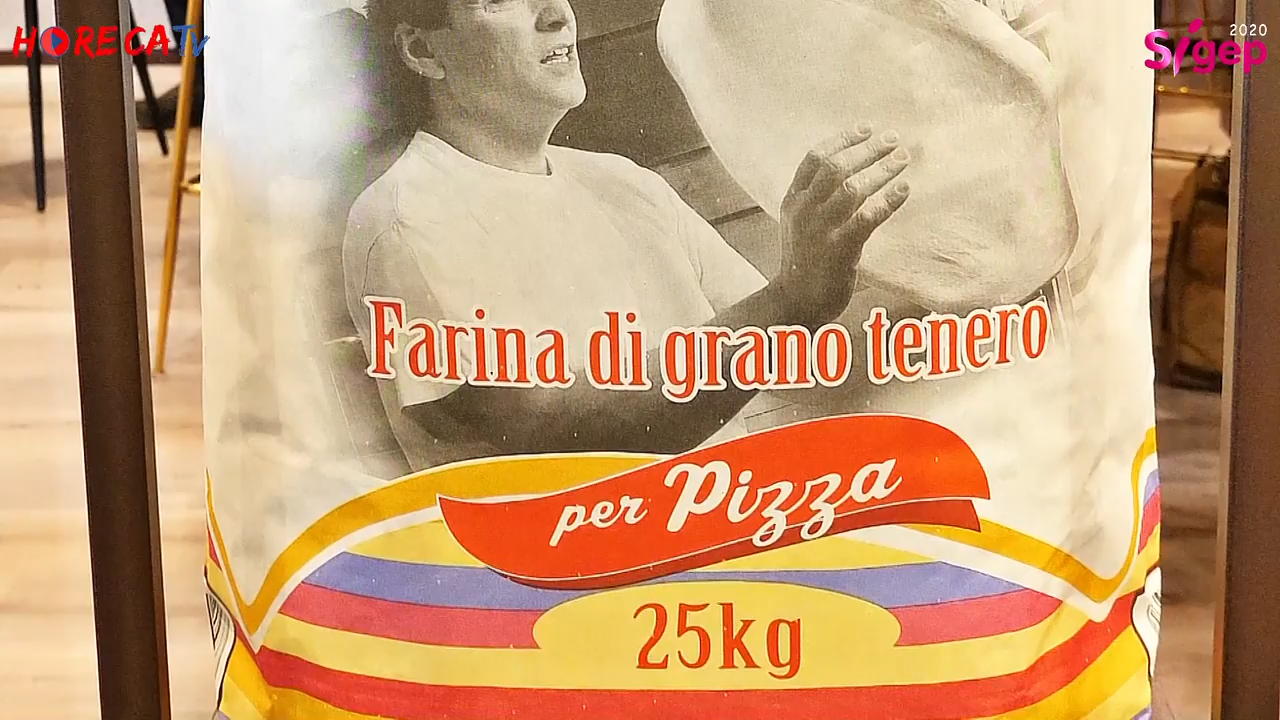 HORECATv
2020
Sigep
Farina di grano tenero
per Pizza
25kg